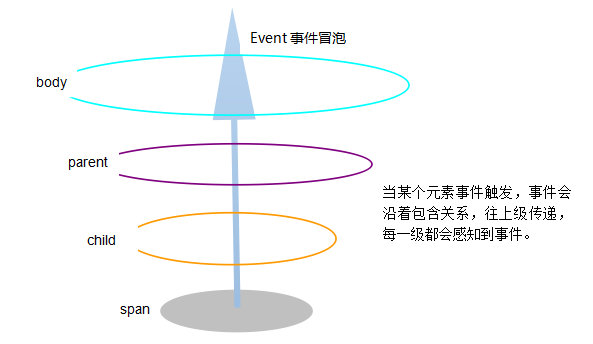 Event 事件冒泡
body
parent
当某个元素事件触发，事件会
沿着包含关系，往上级传递，
每一级都会感知到事件。
child
span